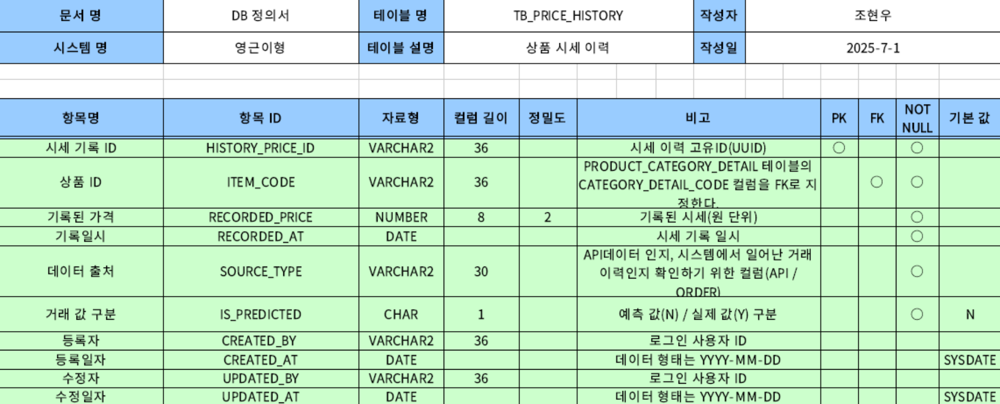 문서 명 DB 정의서 테이블 명 TB_PRICE_HISTORY 작성자 조현우
시스템 명 영근이형 테이블 설명 상품 시세 이력 작성일 2025-7-1
항목명 항목 ID 자료형 컬럼 길이 정밀도 비고 PK FK NOT NULL 기본 값
시세 기록 ID HISTORY_PRICE_ID VARCHAR2 36 시세 이력 고유ID(UUID) ○ ○
상품 ID ITEM_CODE VARCHAR2 36 PRODUCT_CATEGORY_DETAIL 테이블의
CATEGORY_DETAIL_CODE 컬럼을 FK로 지
정한다. ○ ○
기록된 가격 RECORDED_PRICE NUMBER 8 2 기록된 시세(원 단위) ○
기록일시 RECORDED_AT DATE 시세 기록 일시 ○
데이터 출처 SOURCE_TYPE VARCHAR2 30 API데이터 인지, 시스템에서 일어난 거래
이력인지 확인하기 위한 컬럼(API /
ORDER) ○
거래 값 구분 IS_PREDICTED CHAR 1 예측 값(N) / 실제 값(Y) 구분 ○ N
등록자 CREATED_BY VARCHAR2 36 로그인 사용자 ID
등록일자 CREATED_AT DATE 데이터 형태는 YYYY-MM-DD SYSDATE
수정자 UPDATED_BY VARCHAR2 36 로그인 사용자 ID
수정일자 UPDATED_AT DATE 데이터 형태는 YYYY-MM-DD SYSDATE